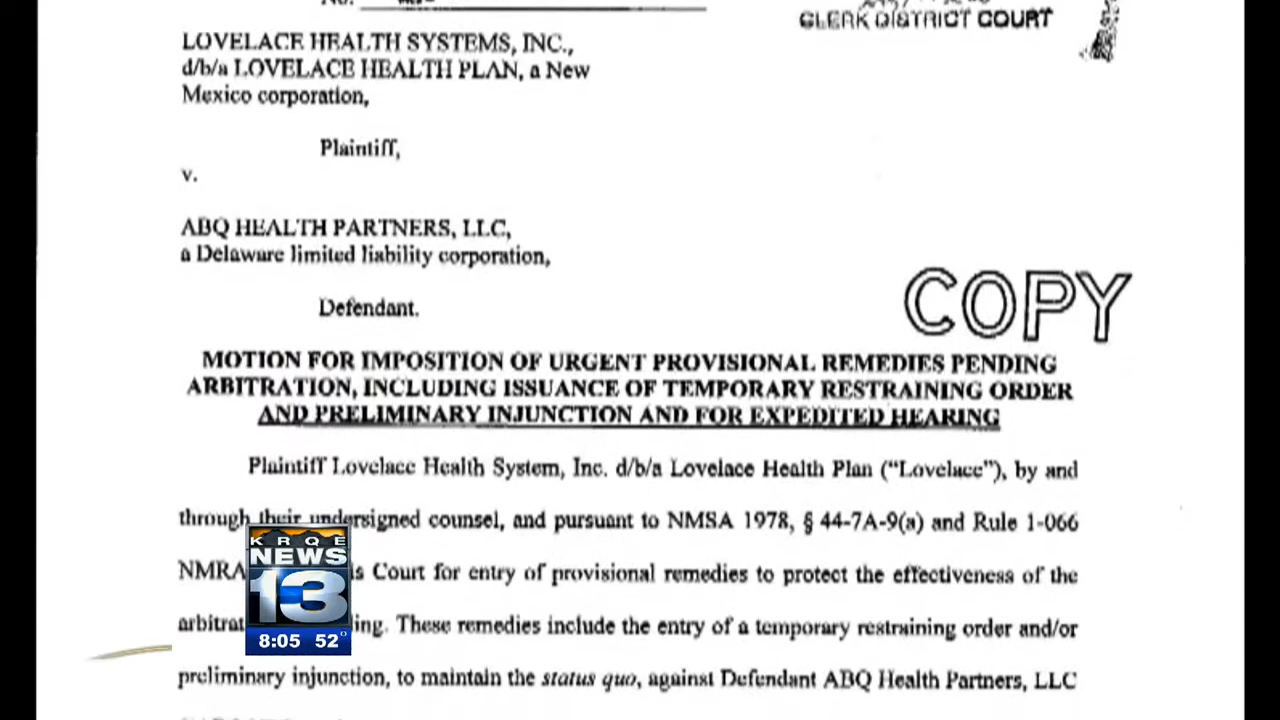 No.
CLERK DISTRICT COURT
LOVELACE HEALTH SYSTEMS, INC.,
d/b/a LOVELACE HEALTH PLAN, a New
Mexico corporation,
Plaintiff,
v.
ABQ HEALTH PARTNERS, LLC,
a Delaware limited liability corporation,
Defendant.
COPY
MOTION FOR IMPOSITION OF URGENT PROVISIONAL REMEDIES PENDING
ARBITRATION, INCLUDING ISSUANCE OF TEMPORARY RESTRAINING ORDER
AND PRELIMINARY INJUNCTION AND FOR EXPEDITED HEARING
Plaintiff Lovelace Health System, Inc. d/b/a Lovelace Health Plan (“Lovelace”), by and
through their undersigned counsel, and pursuant to NMSA 1978, § 44-7A-9(a) and Rule 1-066
NMRA s Court for entry of provisional remedies to protect the effectiveness of the
arbitrat ing. These remedies include the entry of a temporary restraining order and/or
preliminary injunction, to maintain the status quo, against Defendant ABQ Health Partners, LLC
KRQE
NEWS
13
8:05 52°